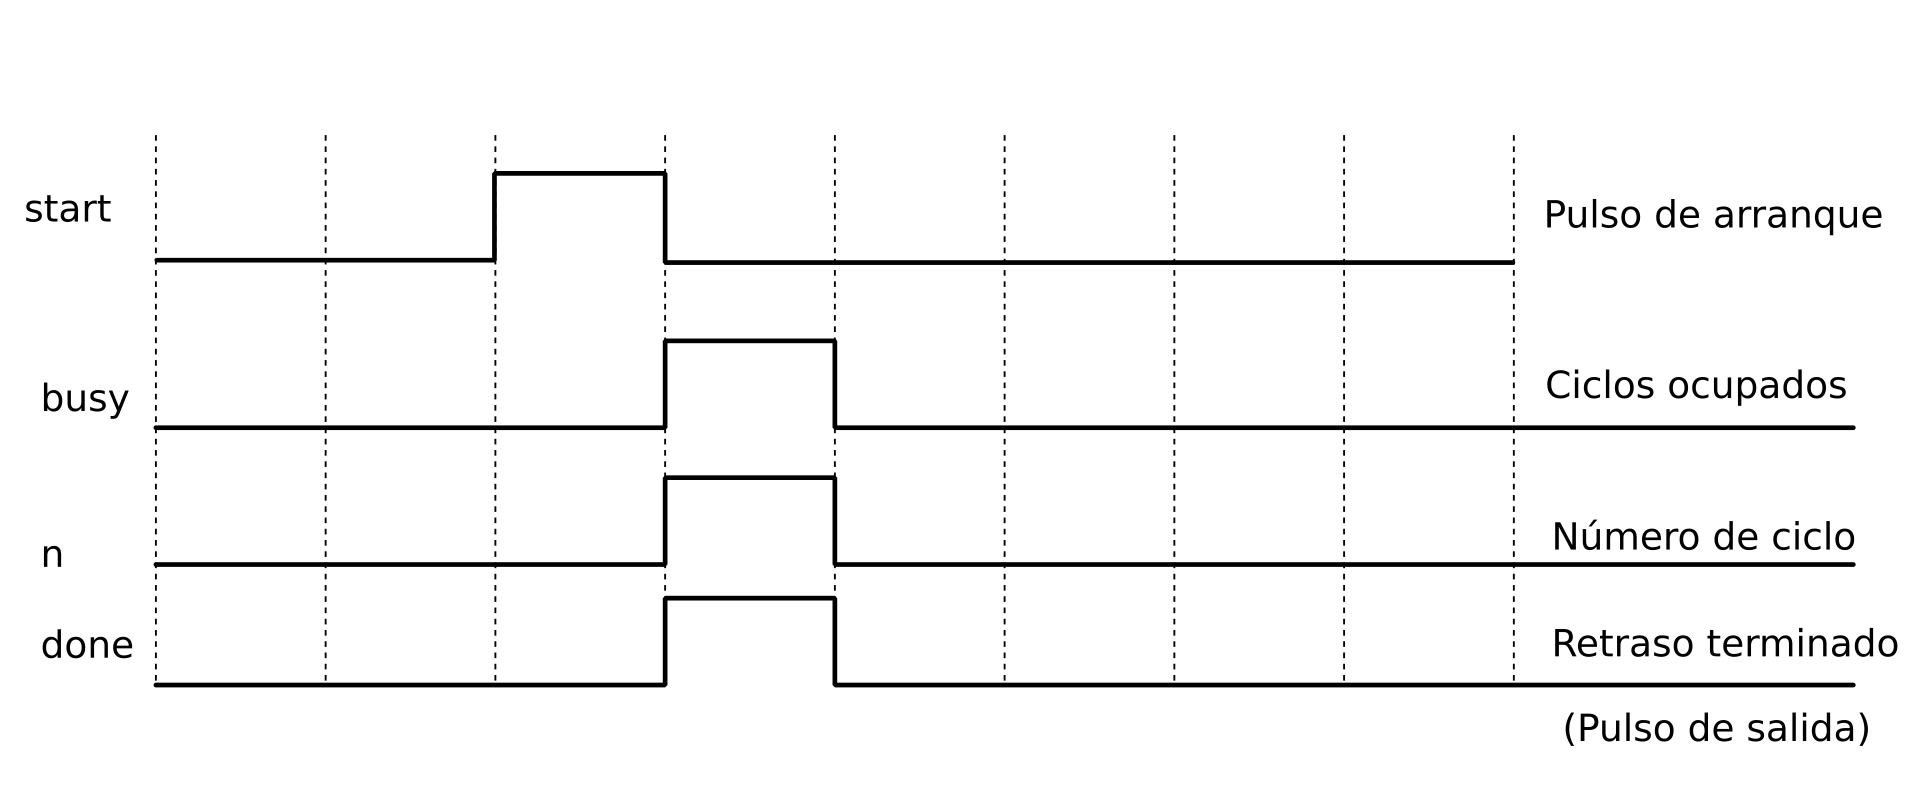 start
Pulso de arranque
busy
Ciclos ocupados
n
Número de ciclo
done
Retraso terminado
(Pulso de salida)